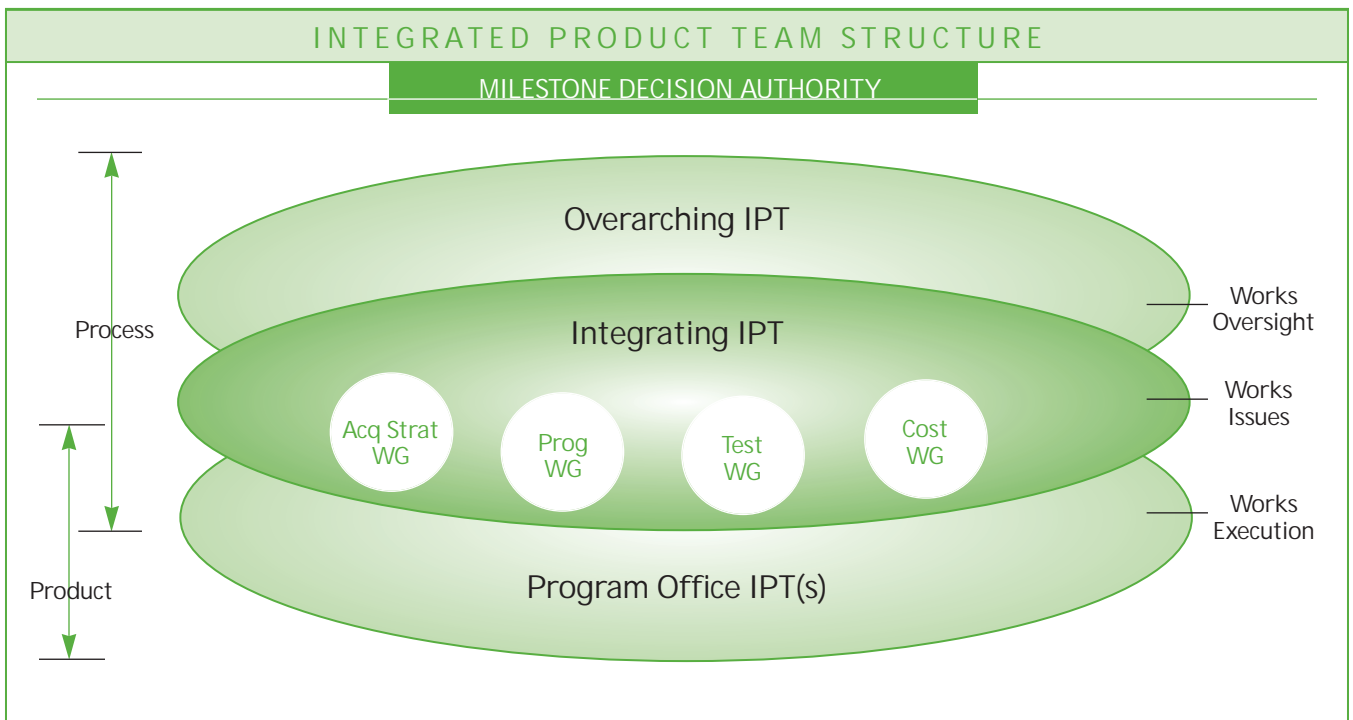 INTEGRATED PRODUCT TEAM STRUCTURE
MILESTONE DECISION AUTHORITY
Overarching IPT
Works
Oversight
Process
Integrating IPT
Works
Issues
Acq Strat
WG
Prog
WG
Test
WG
Cost
WG
Works
Execution
Product
Program Office IPT(s)